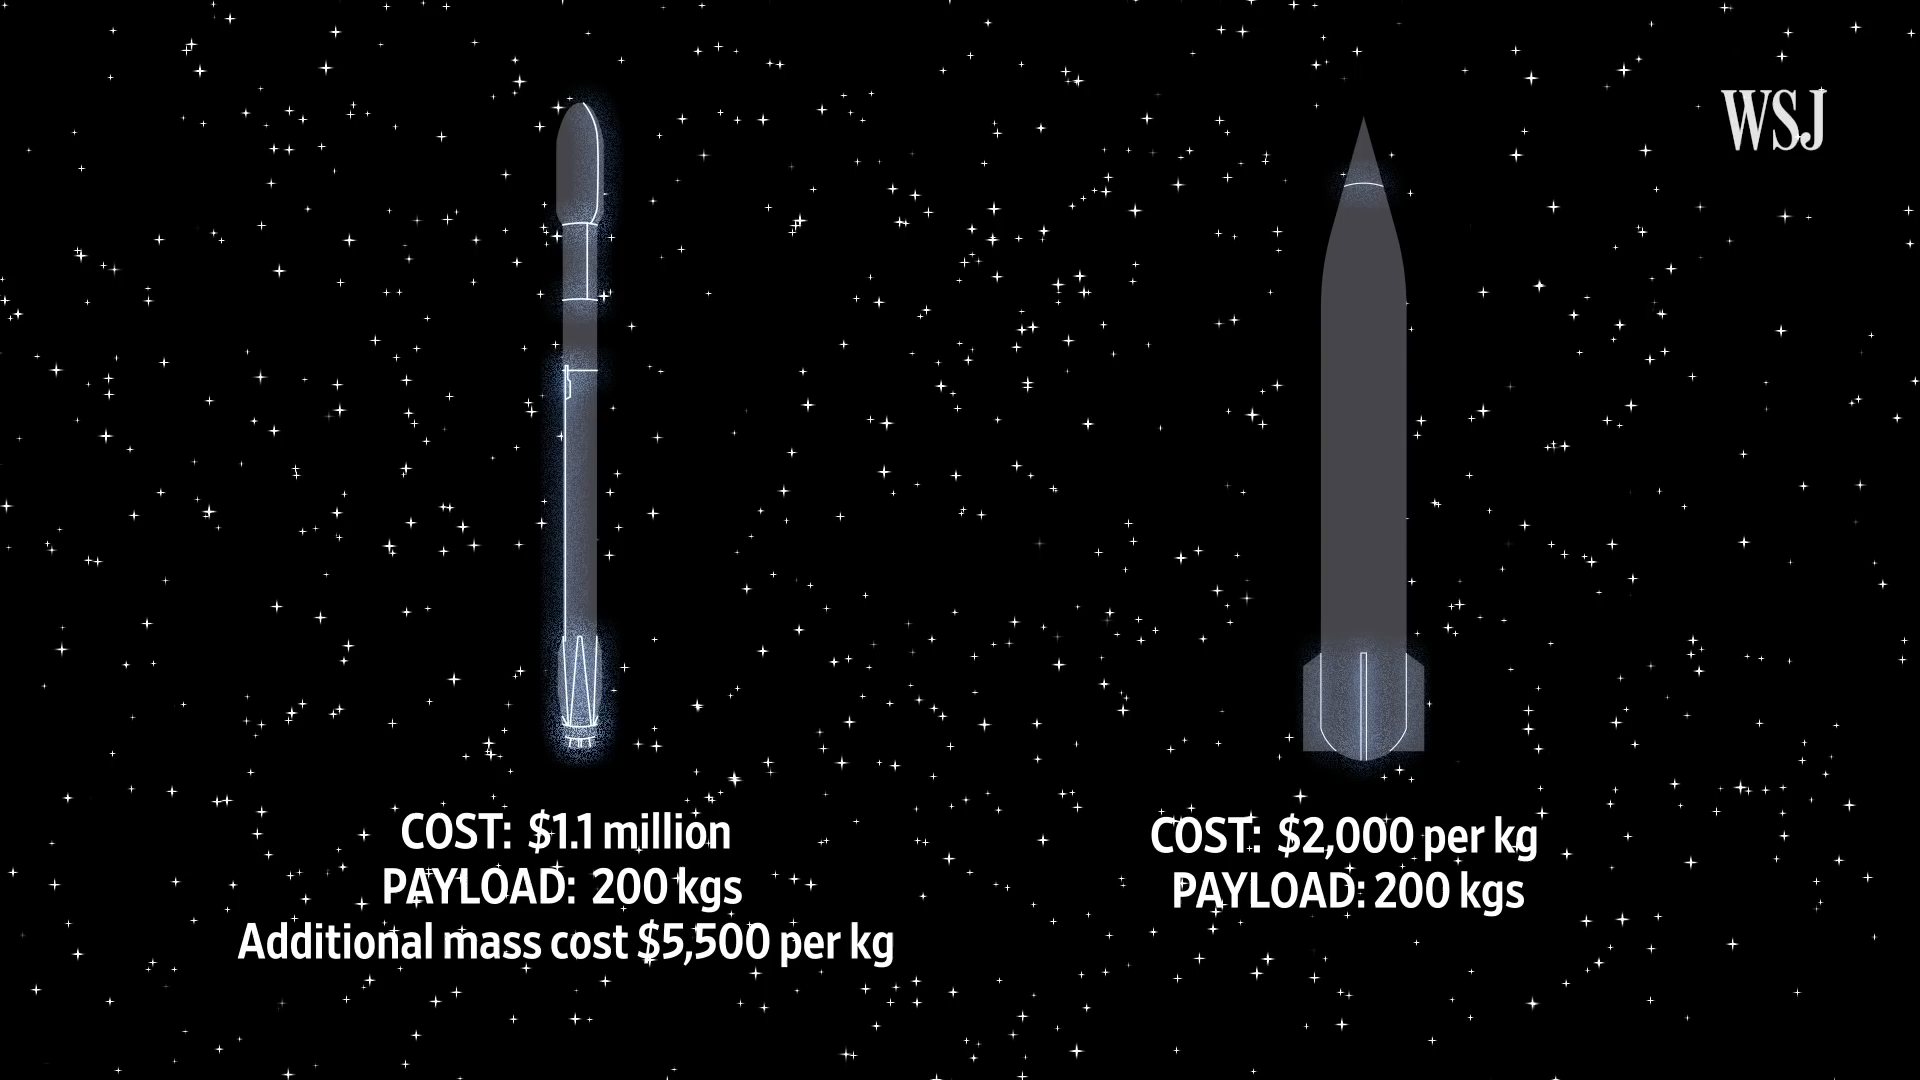 WSJ
COST: $1.1 million
PAYLOAD: 200 kgs
Additional mass cost $5,500 per kg
COST: $2,000 per kg
PAYLOAD: 200 kgs